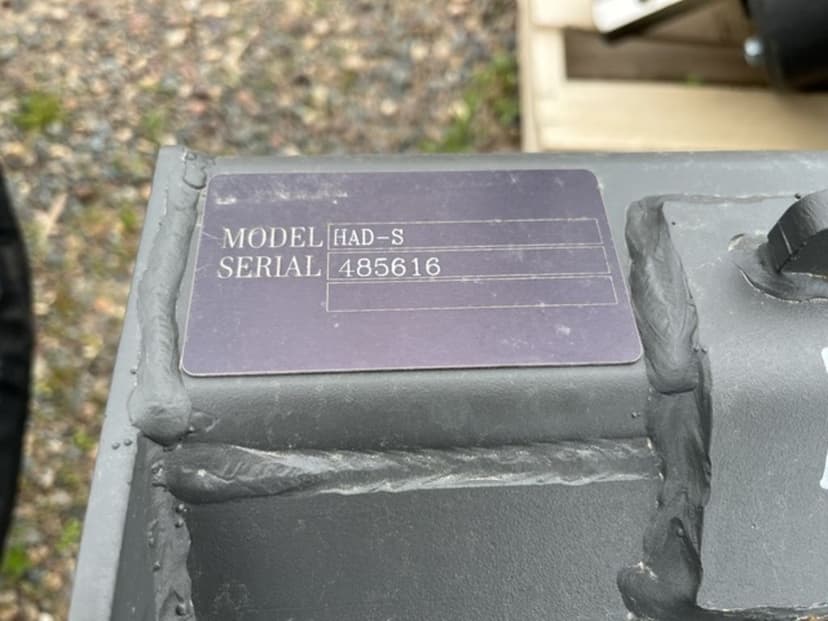 MODEL HAD-S
SERIAL 485616